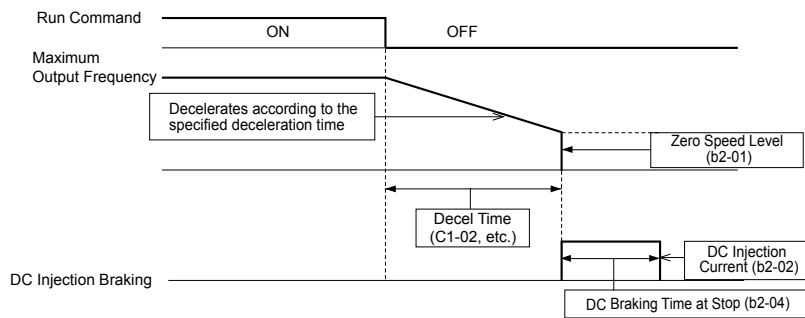 Run Command
ON
OFF
Maximum
Output Frequency
Decelerates according to the
specified deceleration time
Zero Speed Level
(b2-01)
Decel Time
(C1-02, etc.)
DC Injection
Current (b2-02)
DC Injection Braking
DC Braking Time at Stop (b2-04)